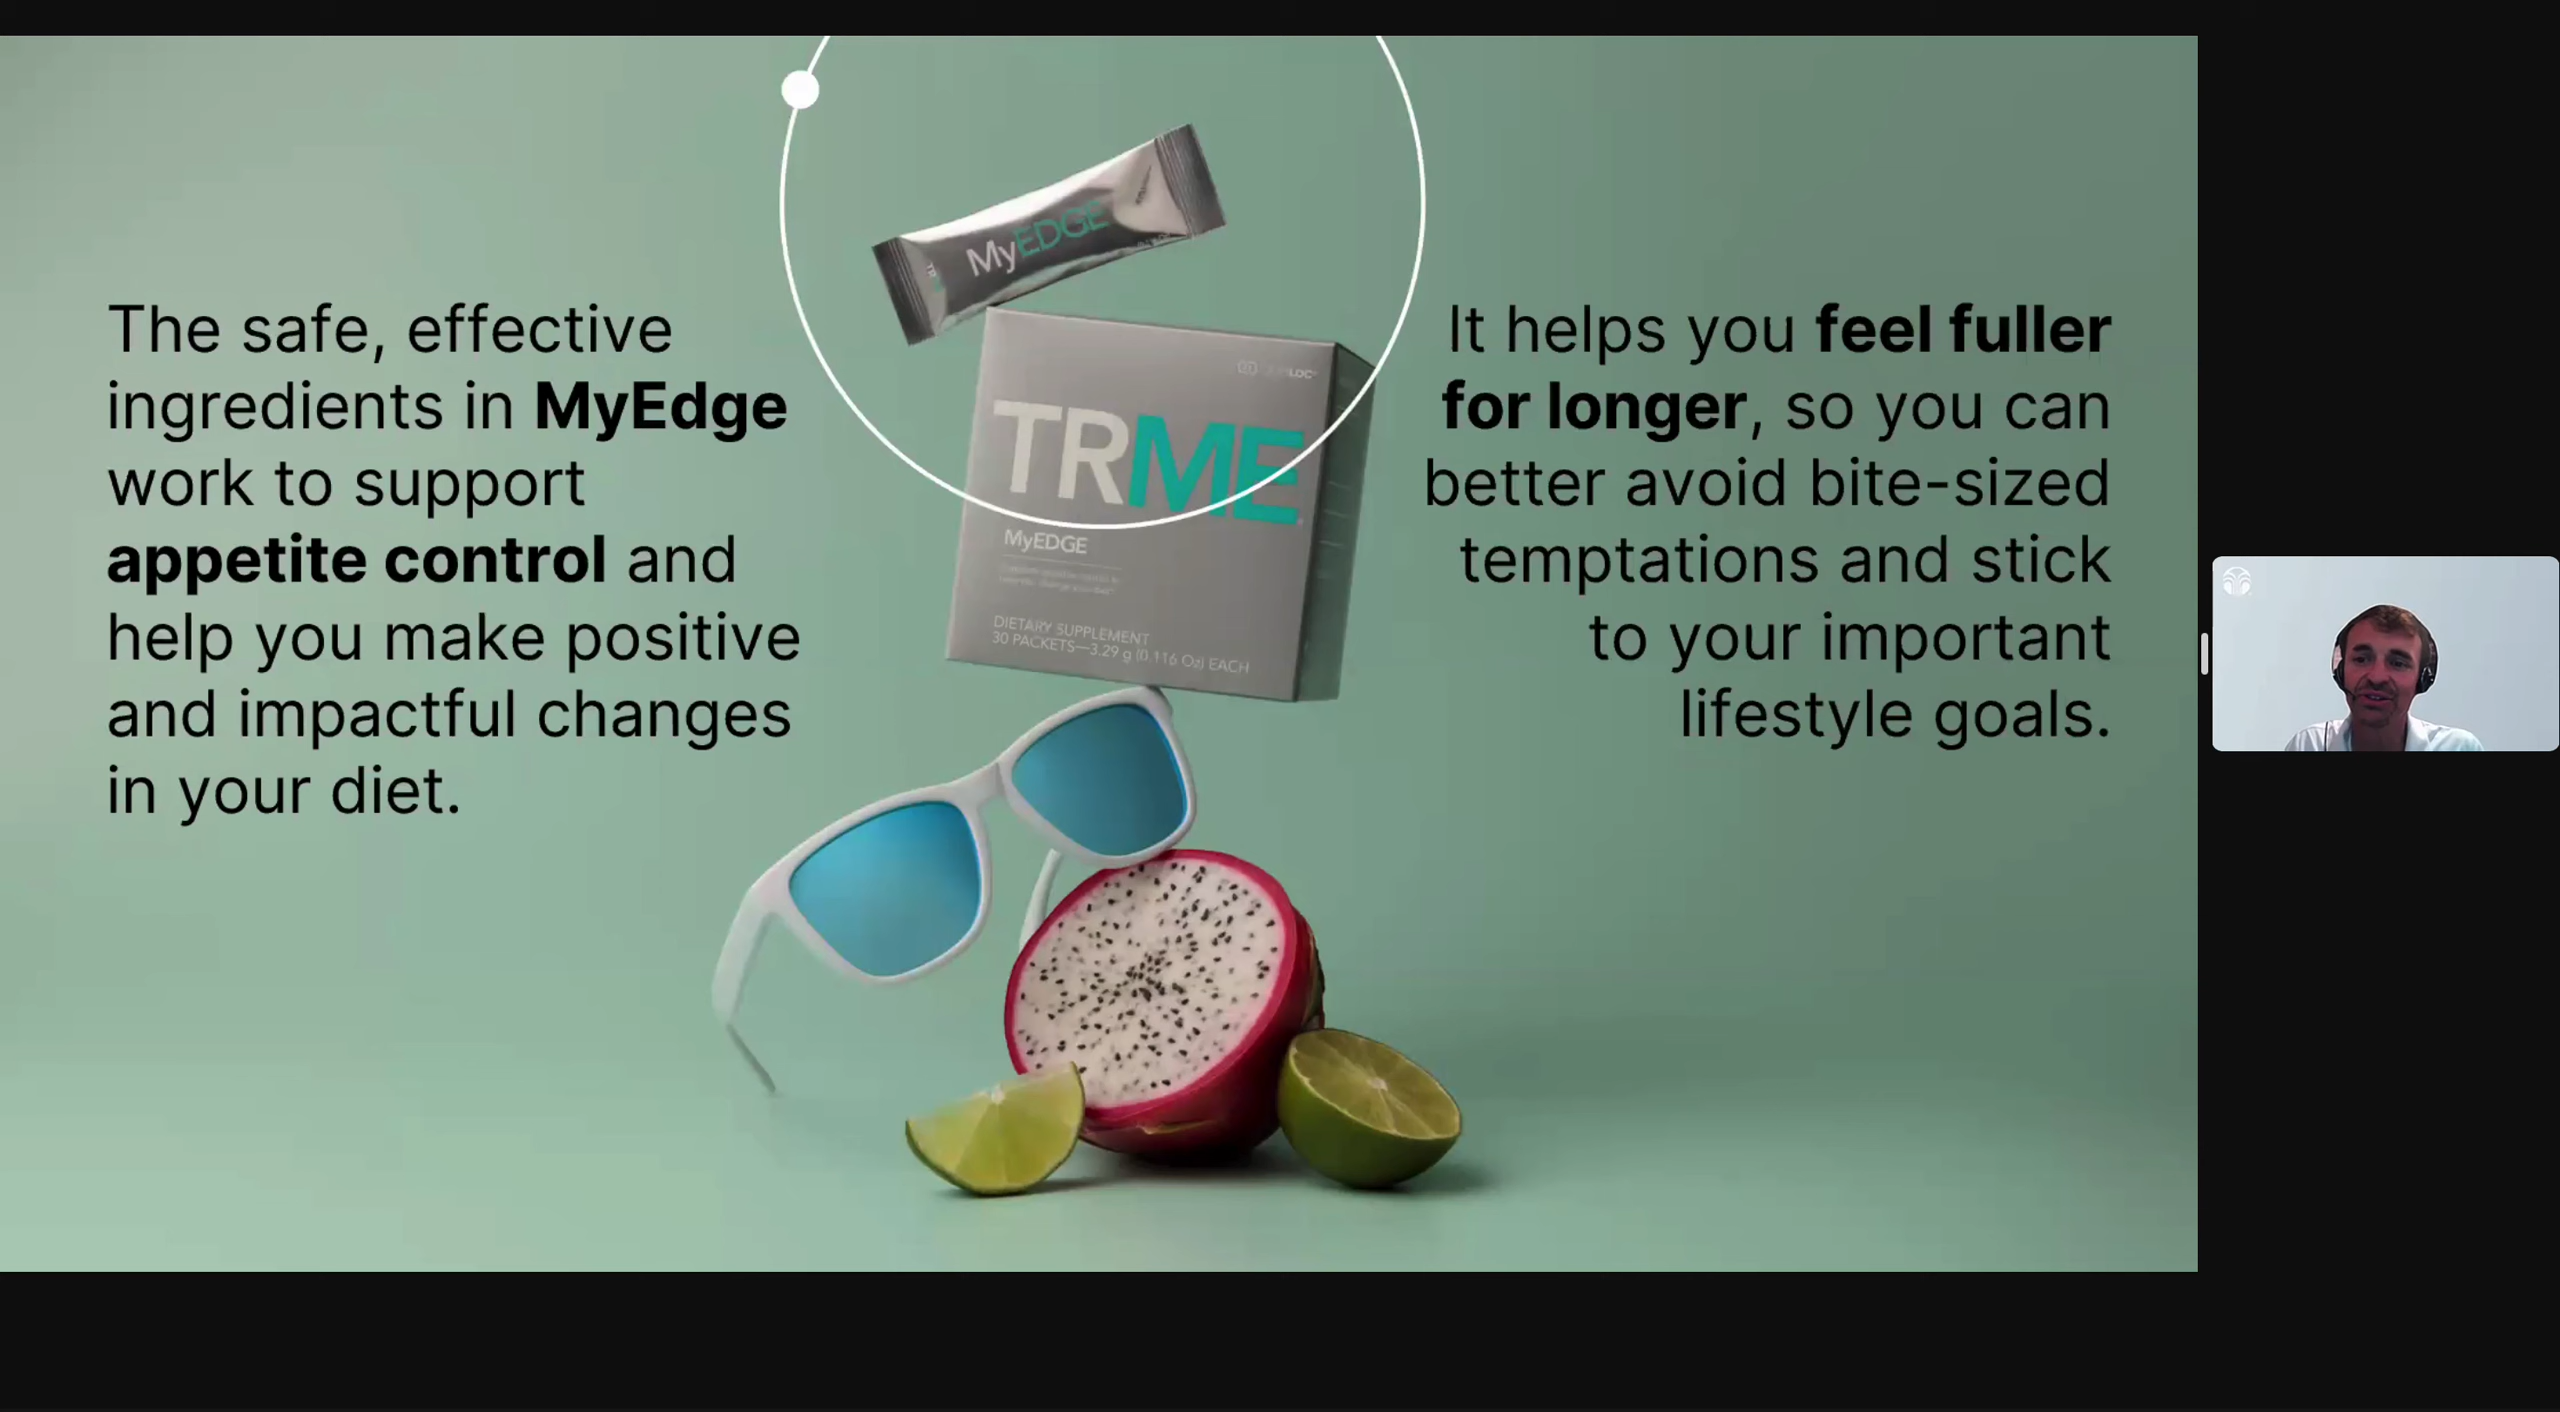 The safe, effective
ingredients in MyEdge
work to support
appetite control and
help you make positive
and impactful changes
in your diet.
MyEDGE
TRME
MyEDGE
DIETARY SUPPLEMENT
30 PACKETS—3.29 g (0.116 Oz) EACH
It helps you feel fuller
for longer, so you can
better avoid bite-sized
temptations and stick
to your important
lifestyle goals.